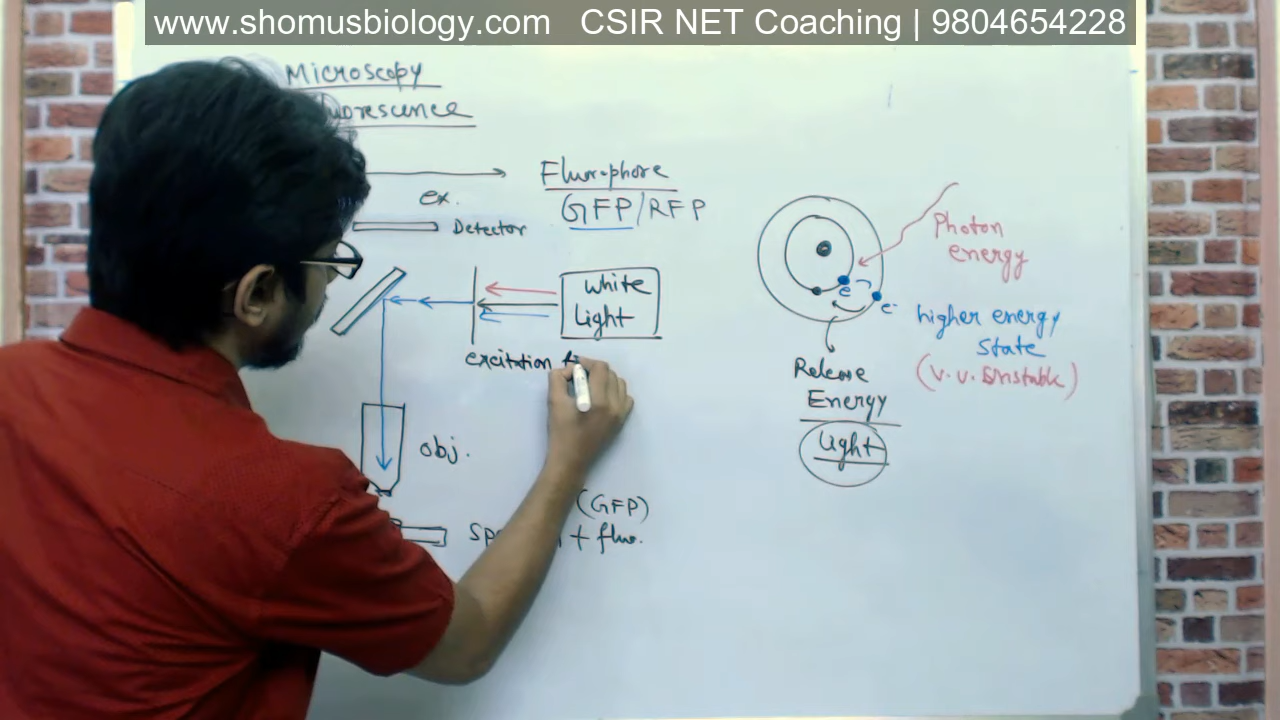 www.shomusbiology.com CSIR NET Coaching | 9804654228
Microscopy
ex.
Fluorophore
GFP/RFP
Detector
White
Light
excitation
obj.
(GFP)
+ fluo.
Photon
energy
e-
e-
higher energy
State
(v. v. Unstable)
Release
Energy
Light